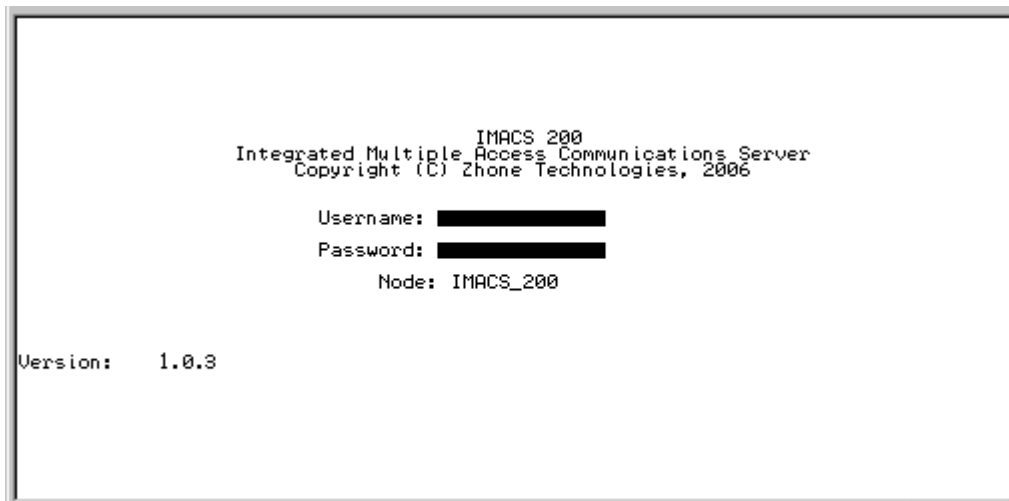 IMACS 200
Integrated Multiple Access Communications Server
Copyright (C) Zhone Technologies, 2006
Username:
Password:
Node: IMACS_200
Version: 1.0.3